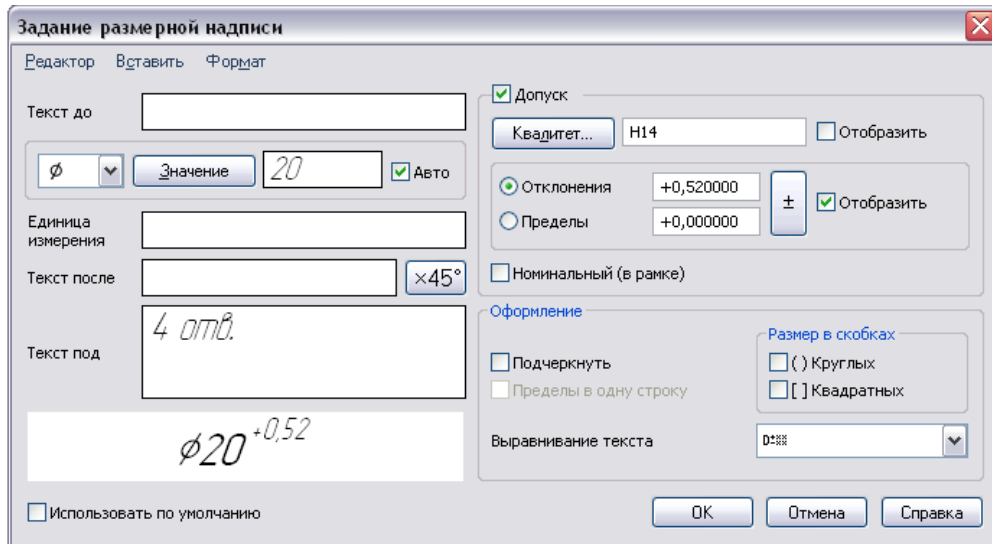 Задание размерной надписи
Редактор Вставить Формат
Текст до
Ø Значение 20 Авто
Единица измерения
Текст после ×45°
Текст под 4 отв.
Ø20 +0,52
Использовать по умолчанию
Допуск
Квалитет... H14 Отобразить
Отклонения +0,520000
± Отобразить
Пределы +0,000000
Номинальный (в рамке)
Оформление
Подчеркнуть
Пределы в одну строку
Размер в скобках
( ) Круглых
[ ] Квадратных
Выравнивание текста
OK Отмена Справка